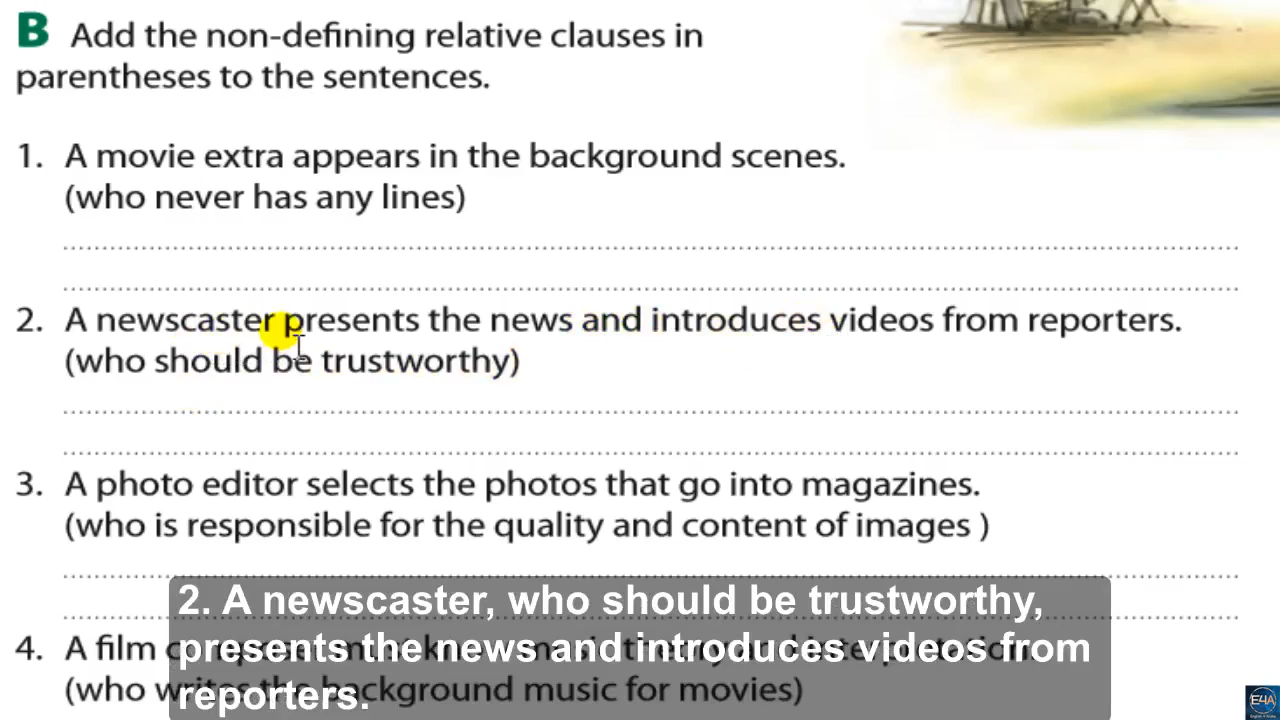 B Add the non-defining relative clauses in
parentheses to the sentences.
1. A movie extra appears in the background scenes.
(who never has any lines)
2. A newscaster presents the news and introduces videos from reporters.
(who should be trustworthy)
3. A photo editor selects the photos that go into magazines.
(who is responsible for the quality and content of images )
2. A newscaster, who should be trustworthy,
4. A film
presents the news and introduces videos from
(who writes the background music for movies)
reporters.
E4A